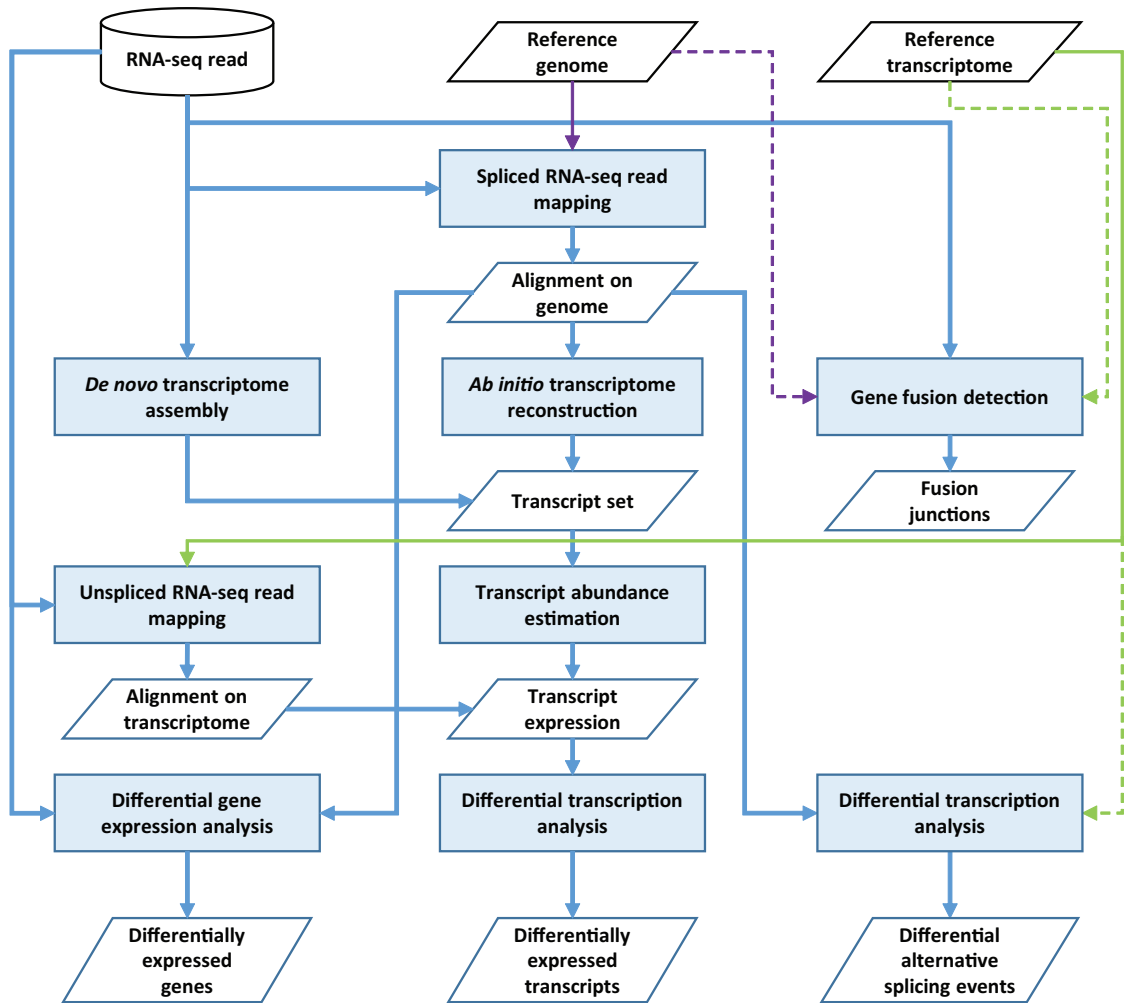 RNA-seq read
Reference
genome
Reference
transcriptome
Spliced RNA-seq read
mapping
Alignment on
genome
De novo transcriptome
assembly
Ab initio transcriptome
reconstruction
Gene fusion detection
Transcript set
Fusion
junctions
Unspliced RNA-seq read
mapping
Transcript abundance
estimation
Alignment on
transcriptome
Transcript
expression
Differential gene
expression analysis
Differential transcription
analysis
Differential transcription
analysis
Differentially
expressed
genes
Differentially
expressed
transcripts
Differential
alternative
splicing events